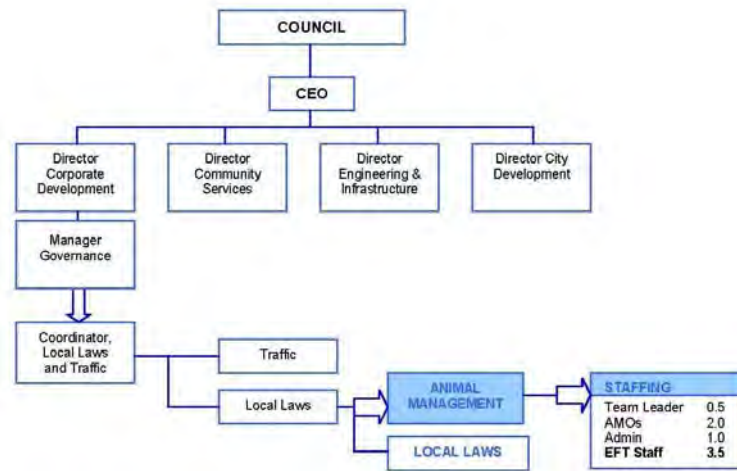 COUNCIL
CEO
Director
Corporate
Development
Director
Community
Services
Director
Engineering &
Infrastructure
Director City
Development
Manager
Governance
Coordinator,
Local Laws
and Traffic
Traffic
Local Laws
ANIMAL
MANAGEMENT
LOCAL LAWS
STAFFING
Team Leader 0.5
AMOs 2.0
Admin 1.0
EFT Staff 3.5